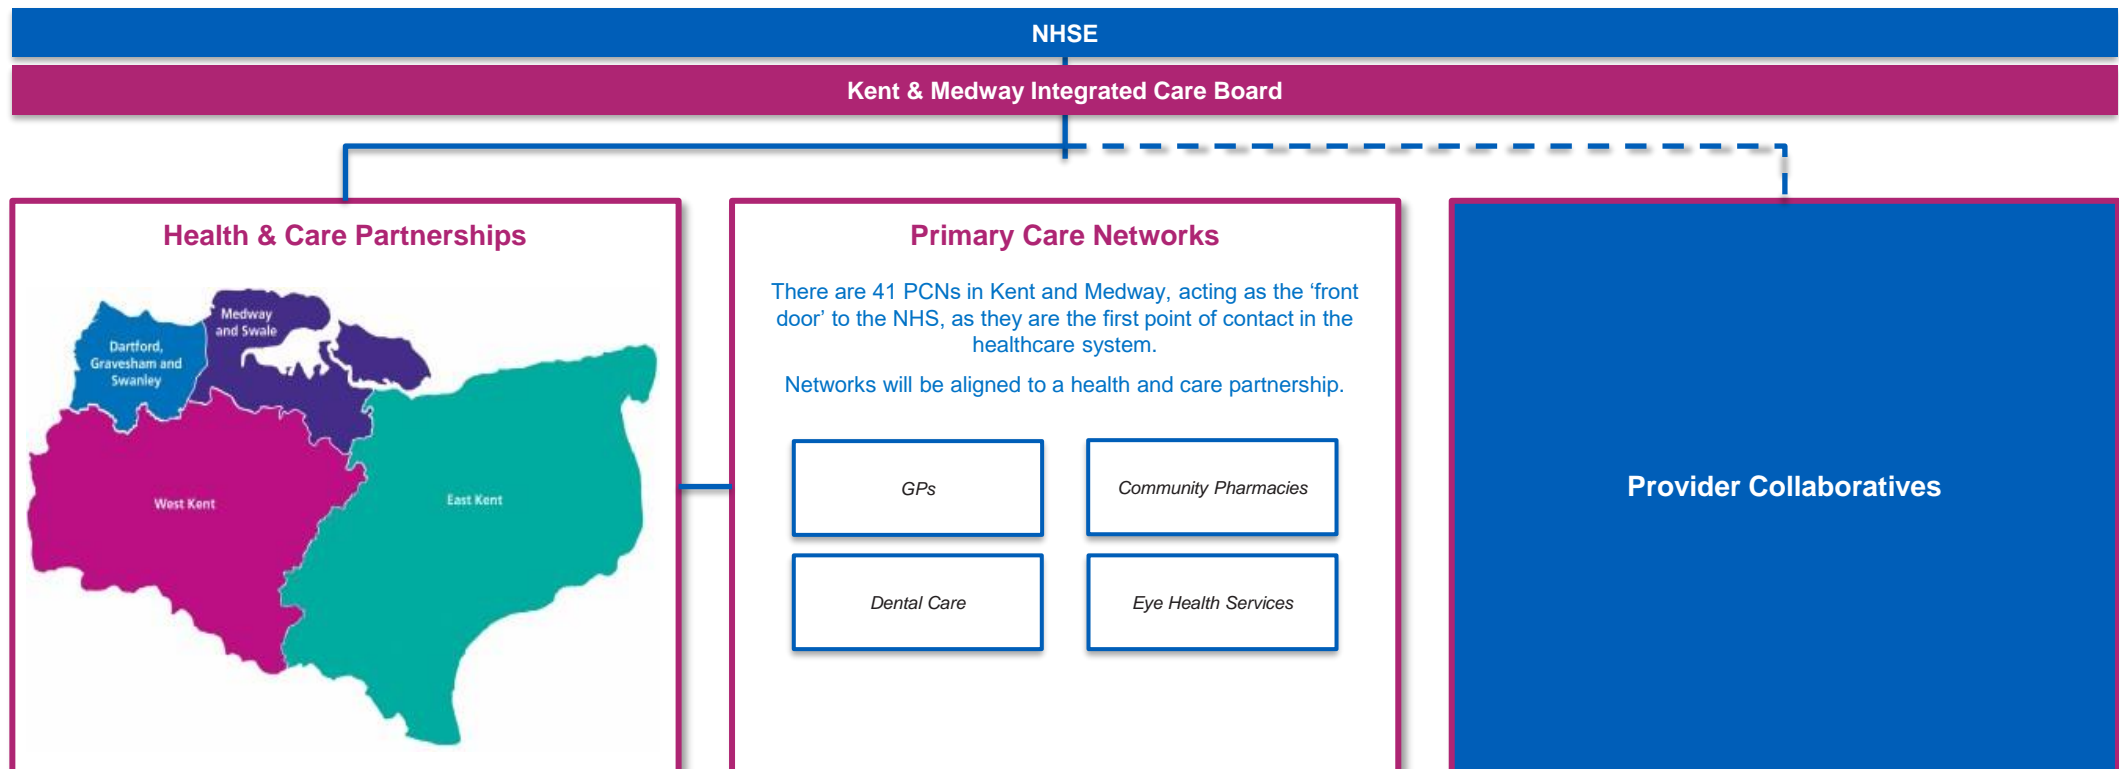 NHSE
Kent & Medway Integrated Care Board
Health & Care Partnerships
Medway
and Swale
Dartford,
Gravesham and
Swanley
West Kent
East Kent
Primary Care Networks
There are 41 PCNs in Kent and Medway, acting as the ‘front
door’ to the NHS, as they are the first point of contact in the
healthcare system.
Networks will be aligned to a health and care partnership.
GPs
Community Pharmacies
Dental Care
Eye Health Services
Provider Collaboratives